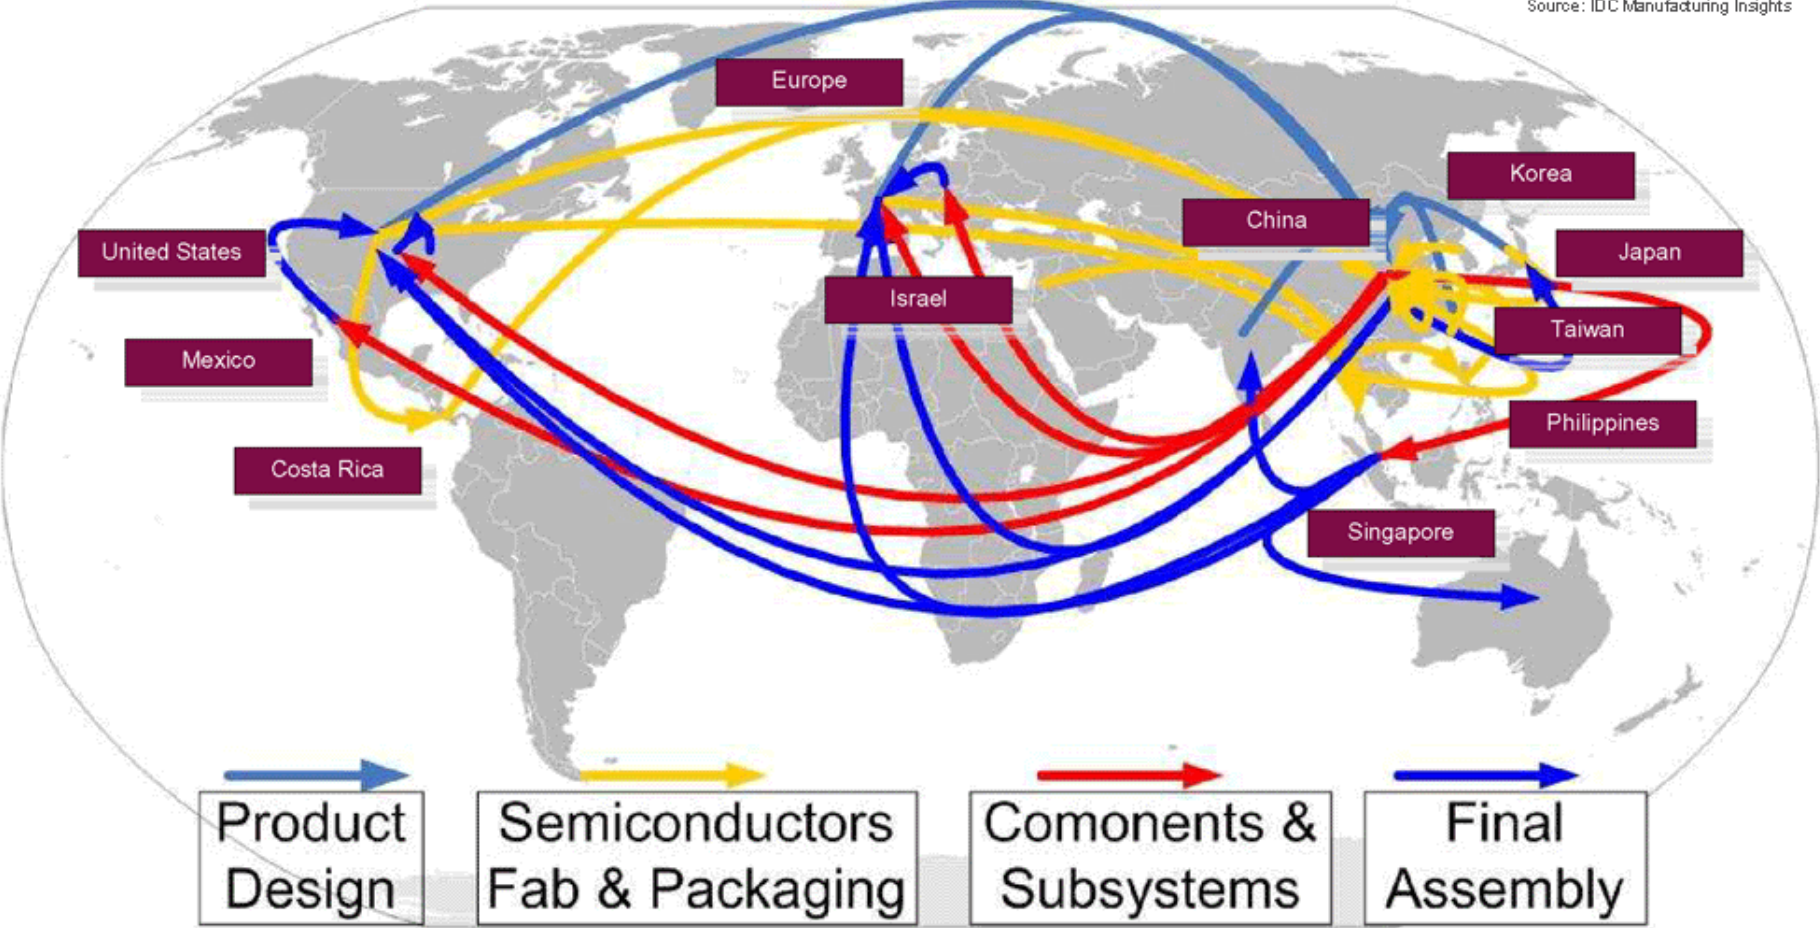 Source: IDC Manufacturing Insights
Europe
Korea
China
United States
Japan
Israel
Taiwan
Mexico
Philippines
Costa Rica
Singapore
Product
Design
Semiconductors
Fab & Packaging
Comonents &
Subsystems
Final
Assembly